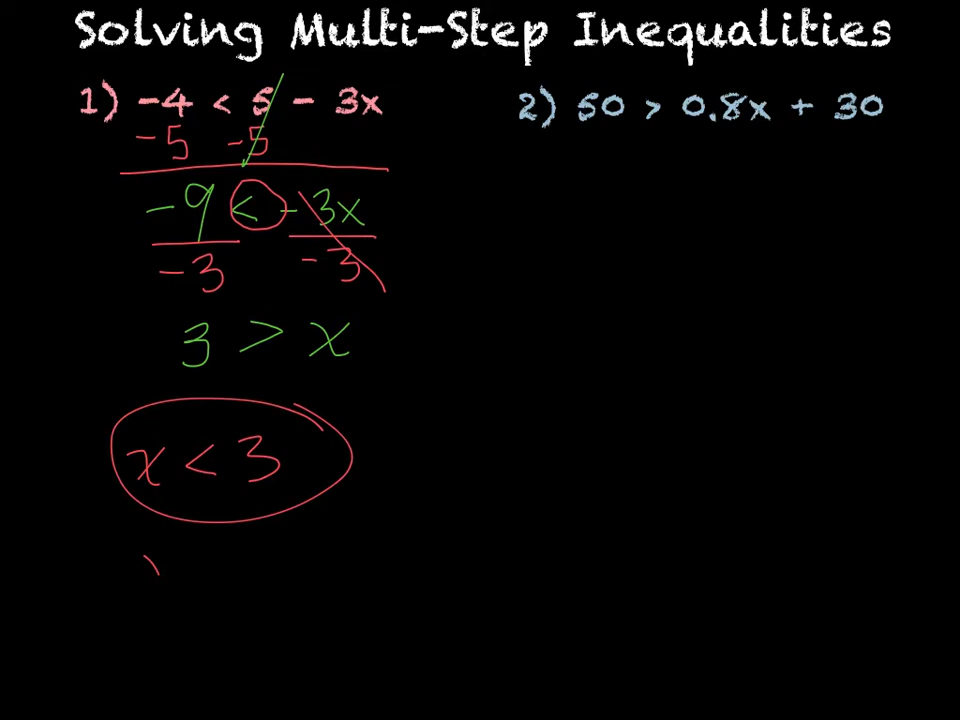 Solving Multi-Step Inequalities
1) -4 < 5 - 3x
-5 -5
-9 < -3x
-3 -3
3 > x
x < 3
2) 50 > 0.8x + 30